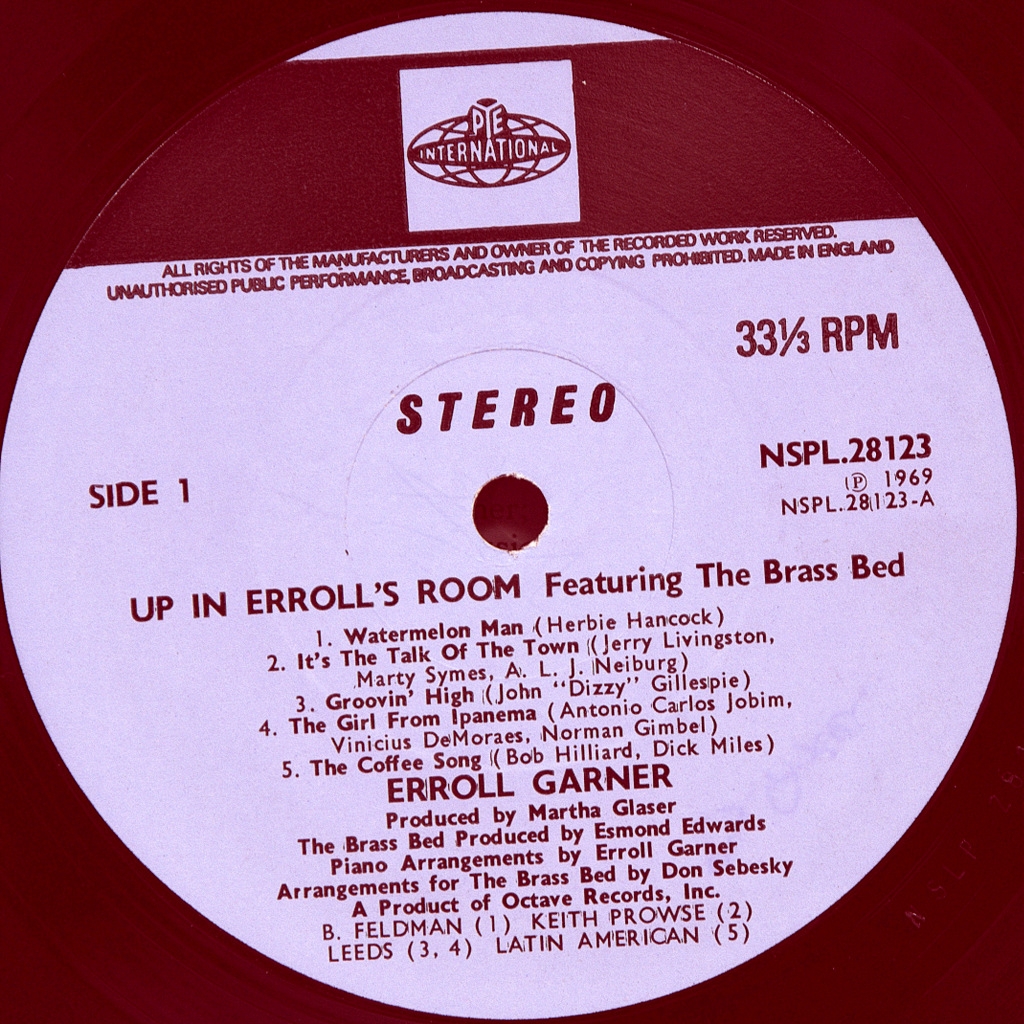 PYE
INTERNATIONAL
ALL RIGHTS OF THE MANUFACTURERS AND OWNER OF THE RECORDED WORK RESERVED.
UNAUTHORISED PUBLIC PERFORMANCE, BROADCASTING AND COPYING PROHIBITED. MADE IN ENGLAND
33⅓ RPM
STEREO
NSPL.28123
℗ 1969
NSPL.28123-A
SIDE 1
UP IN ERROLL'S ROOM Featuring The Brass Bed
1. Watermelon Man (Herbie Hancock)
2. It's The Talk Of The Town (Jerry Livingston,
Marty Symes, A. L. J. Neiburg)
3. Groovin' High (John "Dizzy" Gillespie)
4. The Girl From Ipanema (Antonio Carlos Jobim,
Vinicius DeMoraes, Norman Gimbel)
5. The Coffee Song (Bob Hilliard, Dick Miles)
ERROLL GARNER
Produced by Martha Glaser
The Brass Bed Produced by Esmond Edwards
Piano Arrangements by Erroll Garner
Arrangements for The Brass Bed by Don Sebesky
A Product of Octave Records, Inc.
B. FELDMAN (1) KEITH PROWSE (2)
LEEDS (3, 4) LATIN AMERICAN (5)